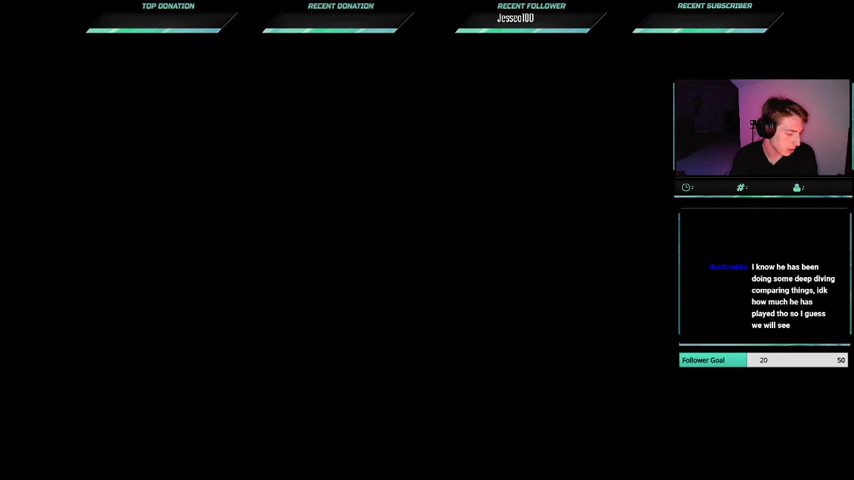 TOP DONATION
RECENT DONATION
RECENT FOLLOWER
RECENT SUBSCRIBER
Jesseo100
#:
I know he has been
doing some deep diving
comparing things, idk
how much he has
played tho so I guess
we will see
Follower Goal 20 50